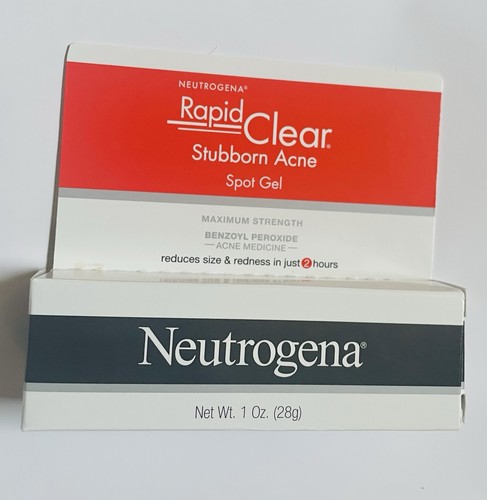 NEUTROGENA®
Rapid Clear®
Stubborn Acne
Spot Gel
MAXIMUM STRENGTH
BENZOYL PEROXIDE
— ACNE MEDICINE —
reduces size & redness in just 2 hours
Neutrogena®
Net Wt. 1 Oz. (28g)